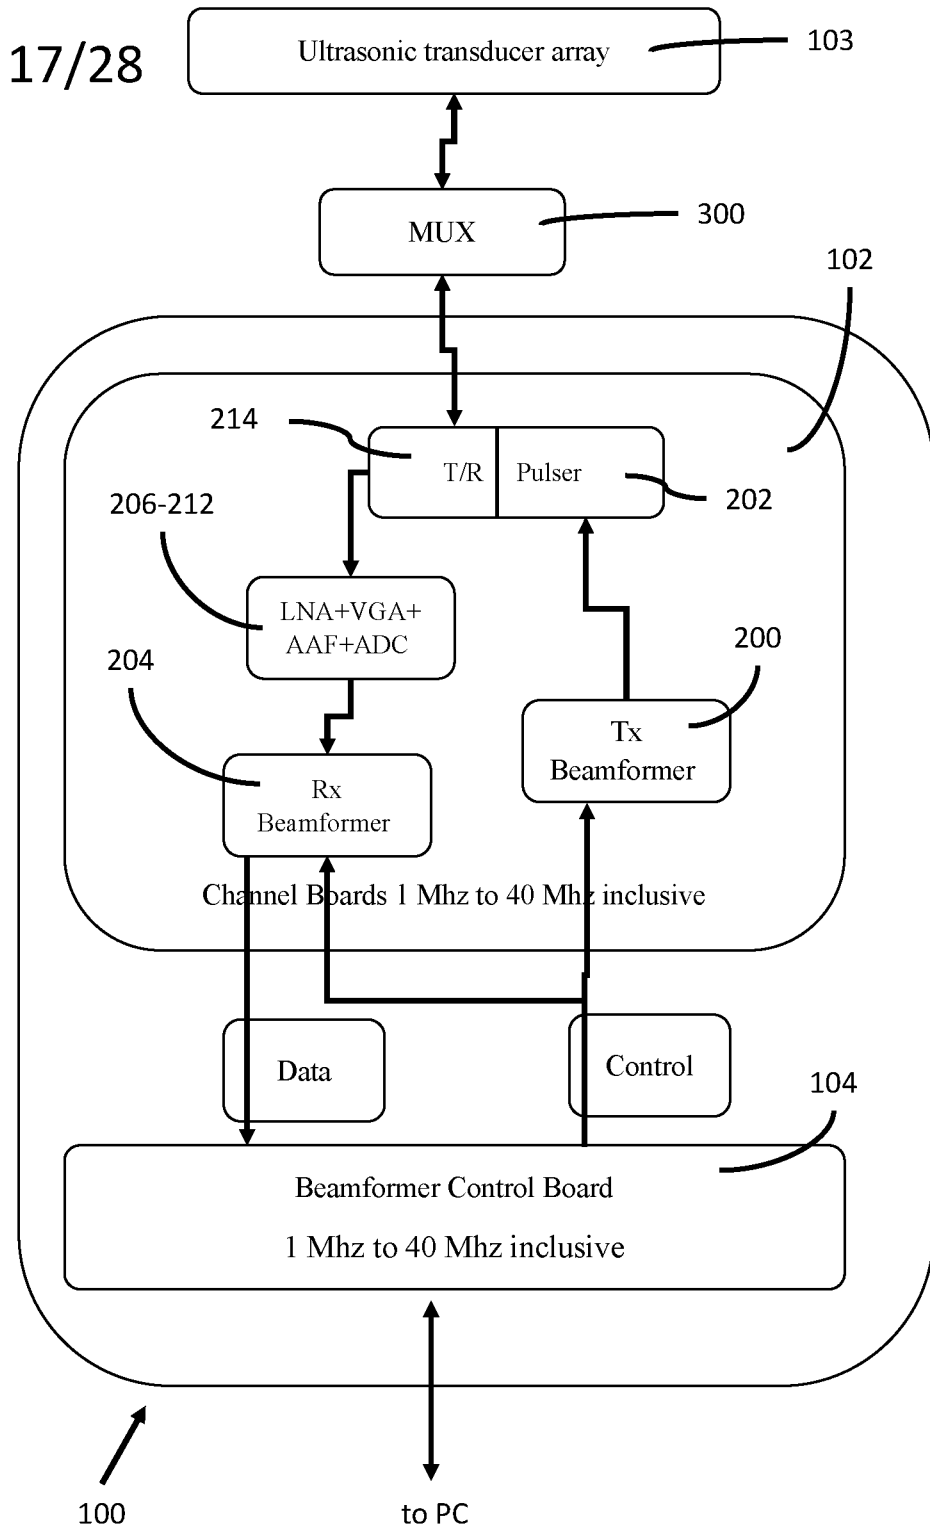 17/28
Ultrasonic transducer array
103
MUX
300
102
214
T/R
Pulser
202
206-212
LNA+VGA+
AAF+ADC
204
200
Tx
Beamformer
Rx
Beamformer
Channel Boards 1 Mhz to 40 Mhz inclusive
Data
Control
104
Beamformer Control Board
1 Mhz to 40 Mhz inclusive
100
to PC